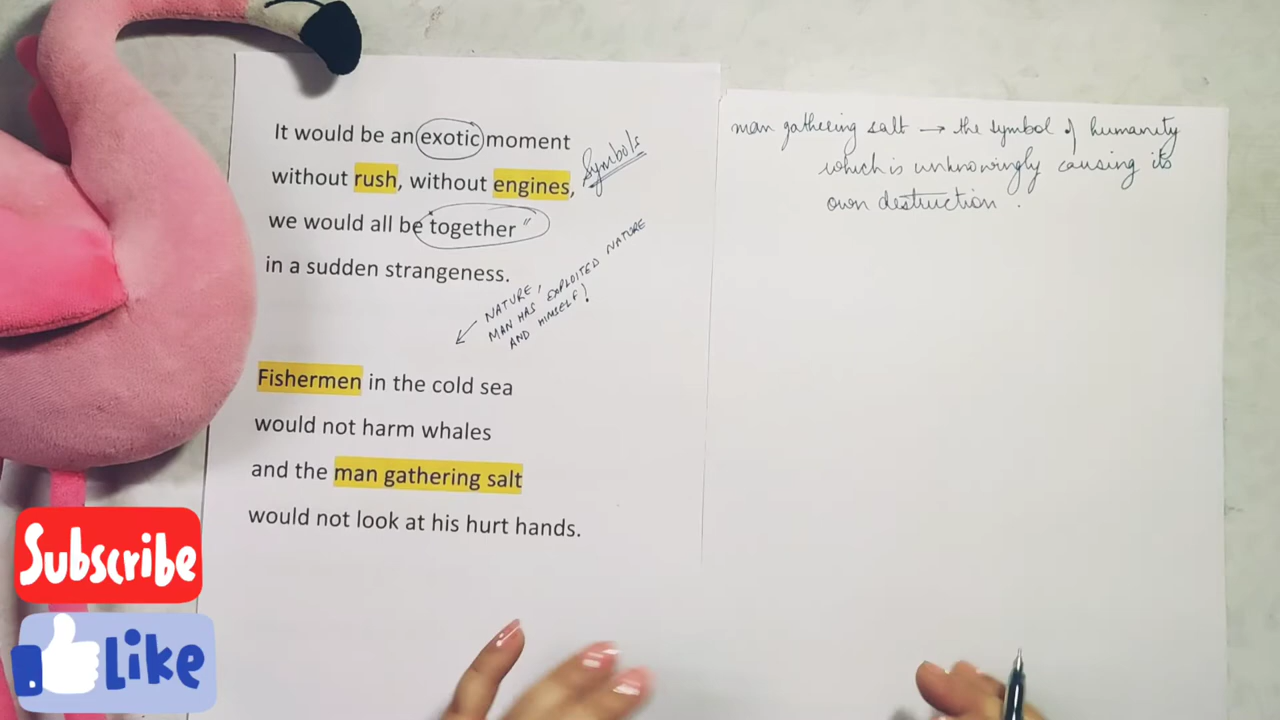 It would be an exotic moment
without rush, without engines,
we would all be together "
in a sudden strangeness.
Symbols
NATURE,
MAN HAS EXPLOITED NATURE
AND HIMSELF!
Fishermen in the cold sea
would not harm whales
and the man gathering salt
would not look at his hurt hands.
man gathering salt → the symbol of humanity
which is unknowingly causing its
own destruction.
Subscribe
Like